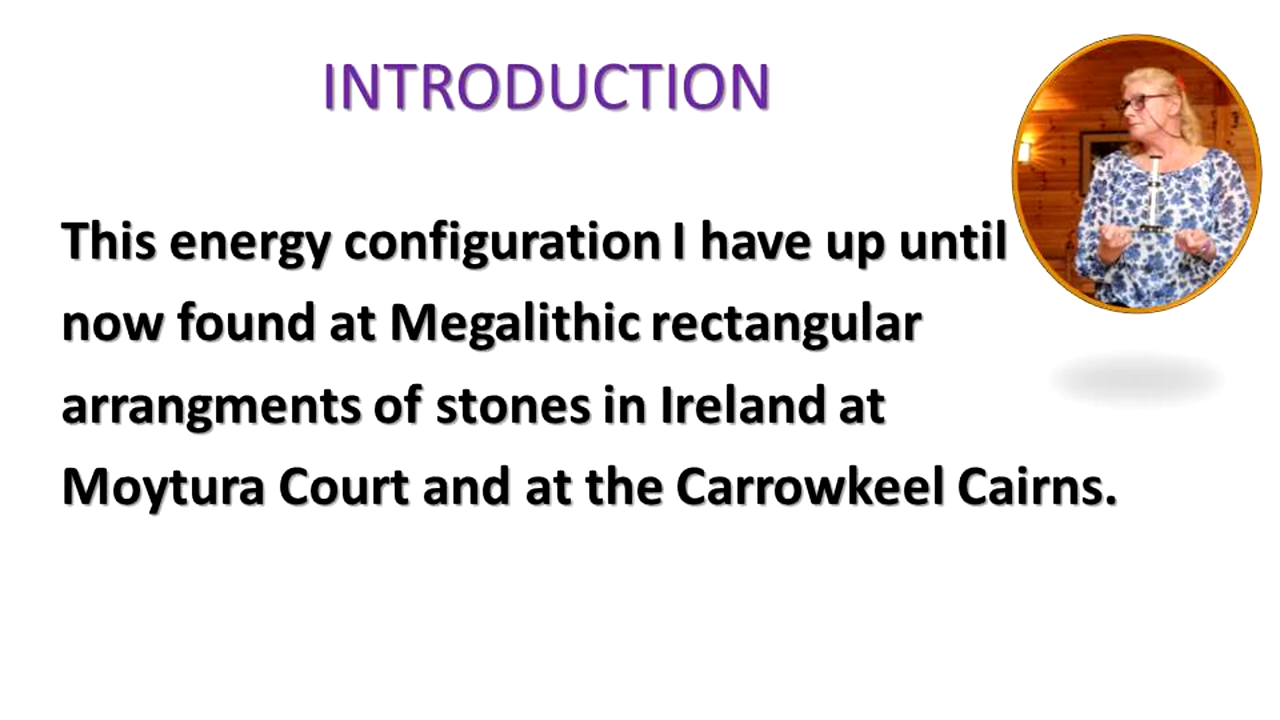 INTRODUCTION
This energy configuration I have up until
now found at Megalithic rectangular
arrangments of stones in Ireland at
Moytura Court and at the Carrowkeel Cairns.